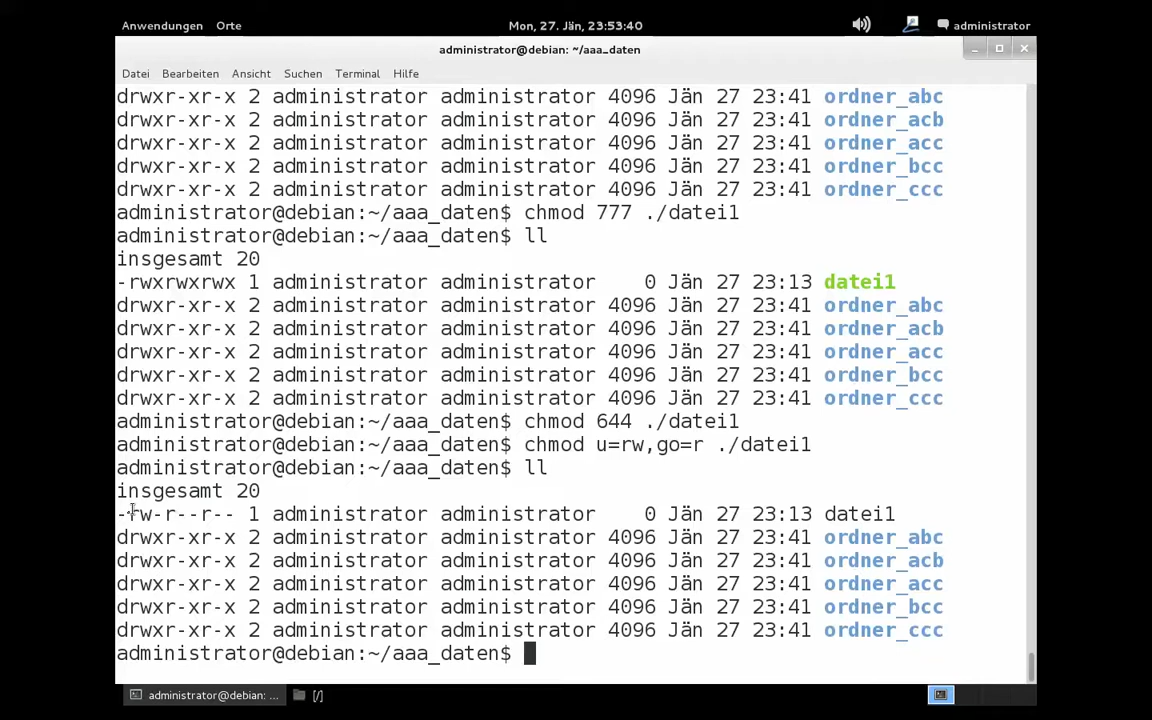 Anwendungen Orte Mon, 27. Jän, 23:53:40 administrator
administrator@debian: ~/aaa_daten
Datei Bearbeiten Ansicht Suchen Terminal Hilfe
drwxr-xr-x 2 administrator administrator 4096 Jän 27 23:41 ordner_abc
drwxr-xr-x 2 administrator administrator 4096 Jän 27 23:41 ordner_acb
drwxr-xr-x 2 administrator administrator 4096 Jän 27 23:41 ordner_acc
drwxr-xr-x 2 administrator administrator 4096 Jän 27 23:41 ordner_bcc
drwxr-xr-x 2 administrator administrator 4096 Jän 27 23:41 ordner_ccc
administrator@debian:~/aaa_daten$ chmod 777 ./datei1
administrator@debian:~/aaa_daten$ ll
insgesamt 20
-rwxrwxrwx 1 administrator administrator    0 Jän 27 23:13 datei1
drwxr-xr-x 2 administrator administrator 4096 Jän 27 23:41 ordner_abc
drwxr-xr-x 2 administrator administrator 4096 Jän 27 23:41 ordner_acb
drwxr-xr-x 2 administrator administrator 4096 Jän 27 23:41 ordner_acc
drwxr-xr-x 2 administrator administrator 4096 Jän 27 23:41 ordner_bcc
drwxr-xr-x 2 administrator administrator 4096 Jän 27 23:41 ordner_ccc
administrator@debian:~/aaa_daten$ chmod 644 ./datei1
administrator@debian:~/aaa_daten$ chmod u=rw,go=r ./datei1
administrator@debian:~/aaa_daten$ ll
insgesamt 20
-rw-r--r-- 1 administrator administrator    0 Jän 27 23:13 datei1
drwxr-xr-x 2 administrator administrator 4096 Jän 27 23:41 ordner_abc
drwxr-xr-x 2 administrator administrator 4096 Jän 27 23:41 ordner_acb
drwxr-xr-x 2 administrator administrator 4096 Jän 27 23:41 ordner_acc
drwxr-xr-x 2 administrator administrator 4096 Jän 27 23:41 ordner_bcc
drwxr-xr-x 2 administrator administrator 4096 Jän 27 23:41 ordner_ccc
administrator@debian:~/aaa_daten$
administrator@debian: ... [/]